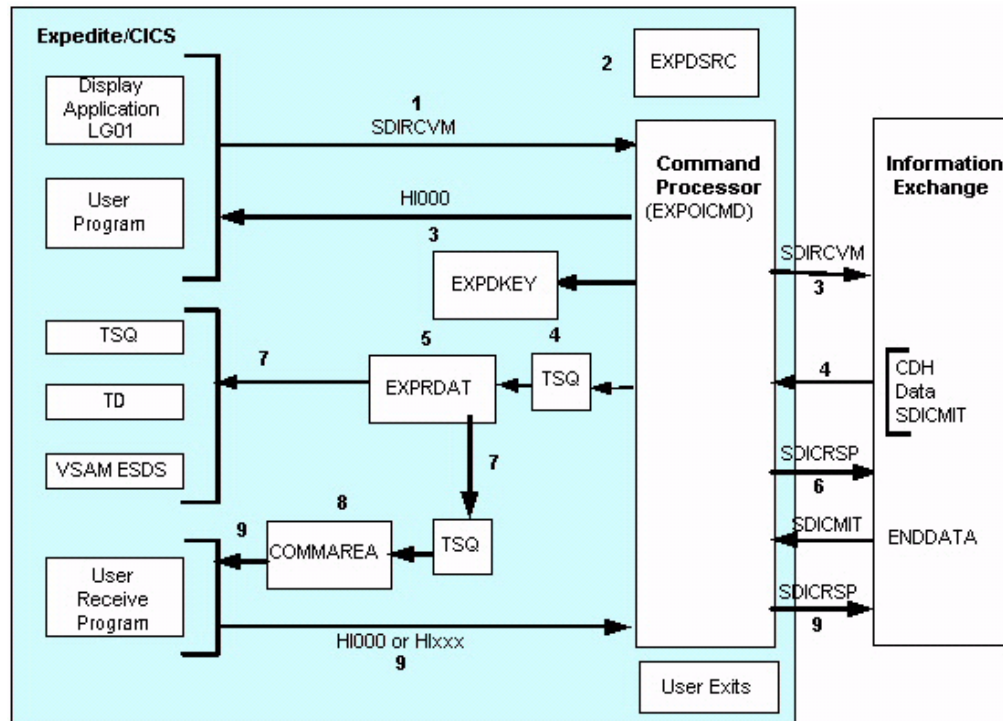 Expedite/CICS
Display
Application
LG01
User
Program
1
SDIRCVM
HI000
3
2
EXPDSRC
Command
Processor
(EXPOICMD)
Information
Exchange
SDIRCVM
3
EXPDKEY
TSQ
TD
VSAM ESDS
7
5
EXPRDAT
4
TSQ
4
CDH
Data
SDICMIT
7
SDICRSP
6
SDICMIT
ENDDATA
8
9
COMMAREA
TSQ
User
Receive
Program
SDICRSP
9
HI000 or HIxxx
9
User Exits